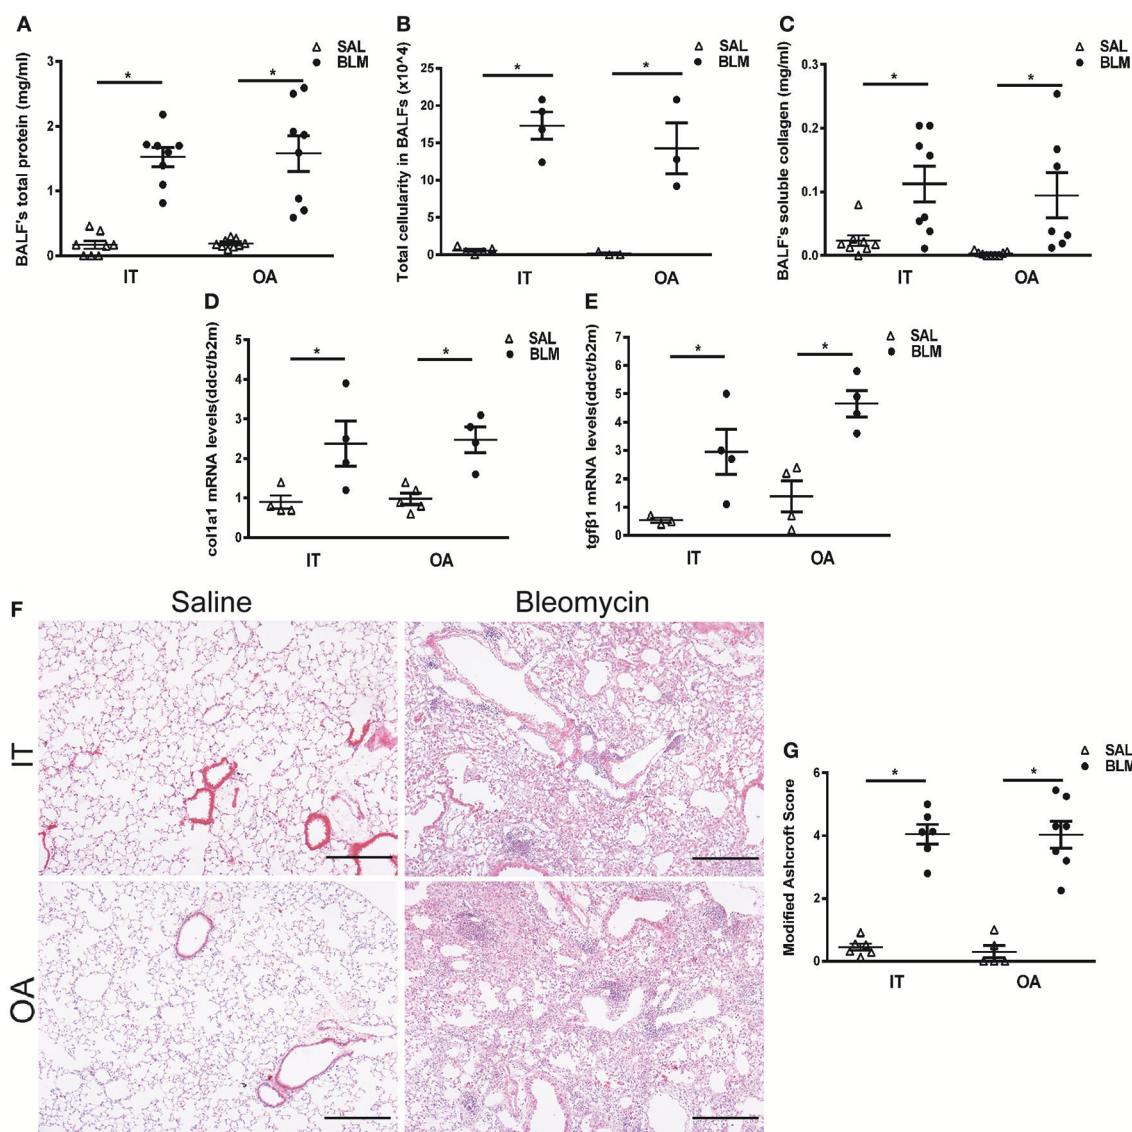 A
BALF's total protein (mg/ml)
3
2
1
0
*
*
SAL
BLM
IT
OA
B
Total cellularity in BALFs (x10^4)
25
20
15
10
5
0
*
*
SAL
BLM
IT
OA
C
BALF's soluble collagen (mg/ml)
0.3
0.2
0.1
0.0
*
*
SAL
BLM
IT
OA
D
col1a1 mRNA levels(ddct/b2m)
5
4
3
2
1
0
*
*
SAL
BLM
IT
OA
E
tgfβ1 mRNA levels(ddct/b2m)
7
6
5
4
3
2
1
0
*
*
SAL
BLM
IT
OA
F
Saline
Bleomycin
IT
OA
G
Modified Ashcroft Score
6
4
2
0
*
*
SAL
BLM
IT
OA